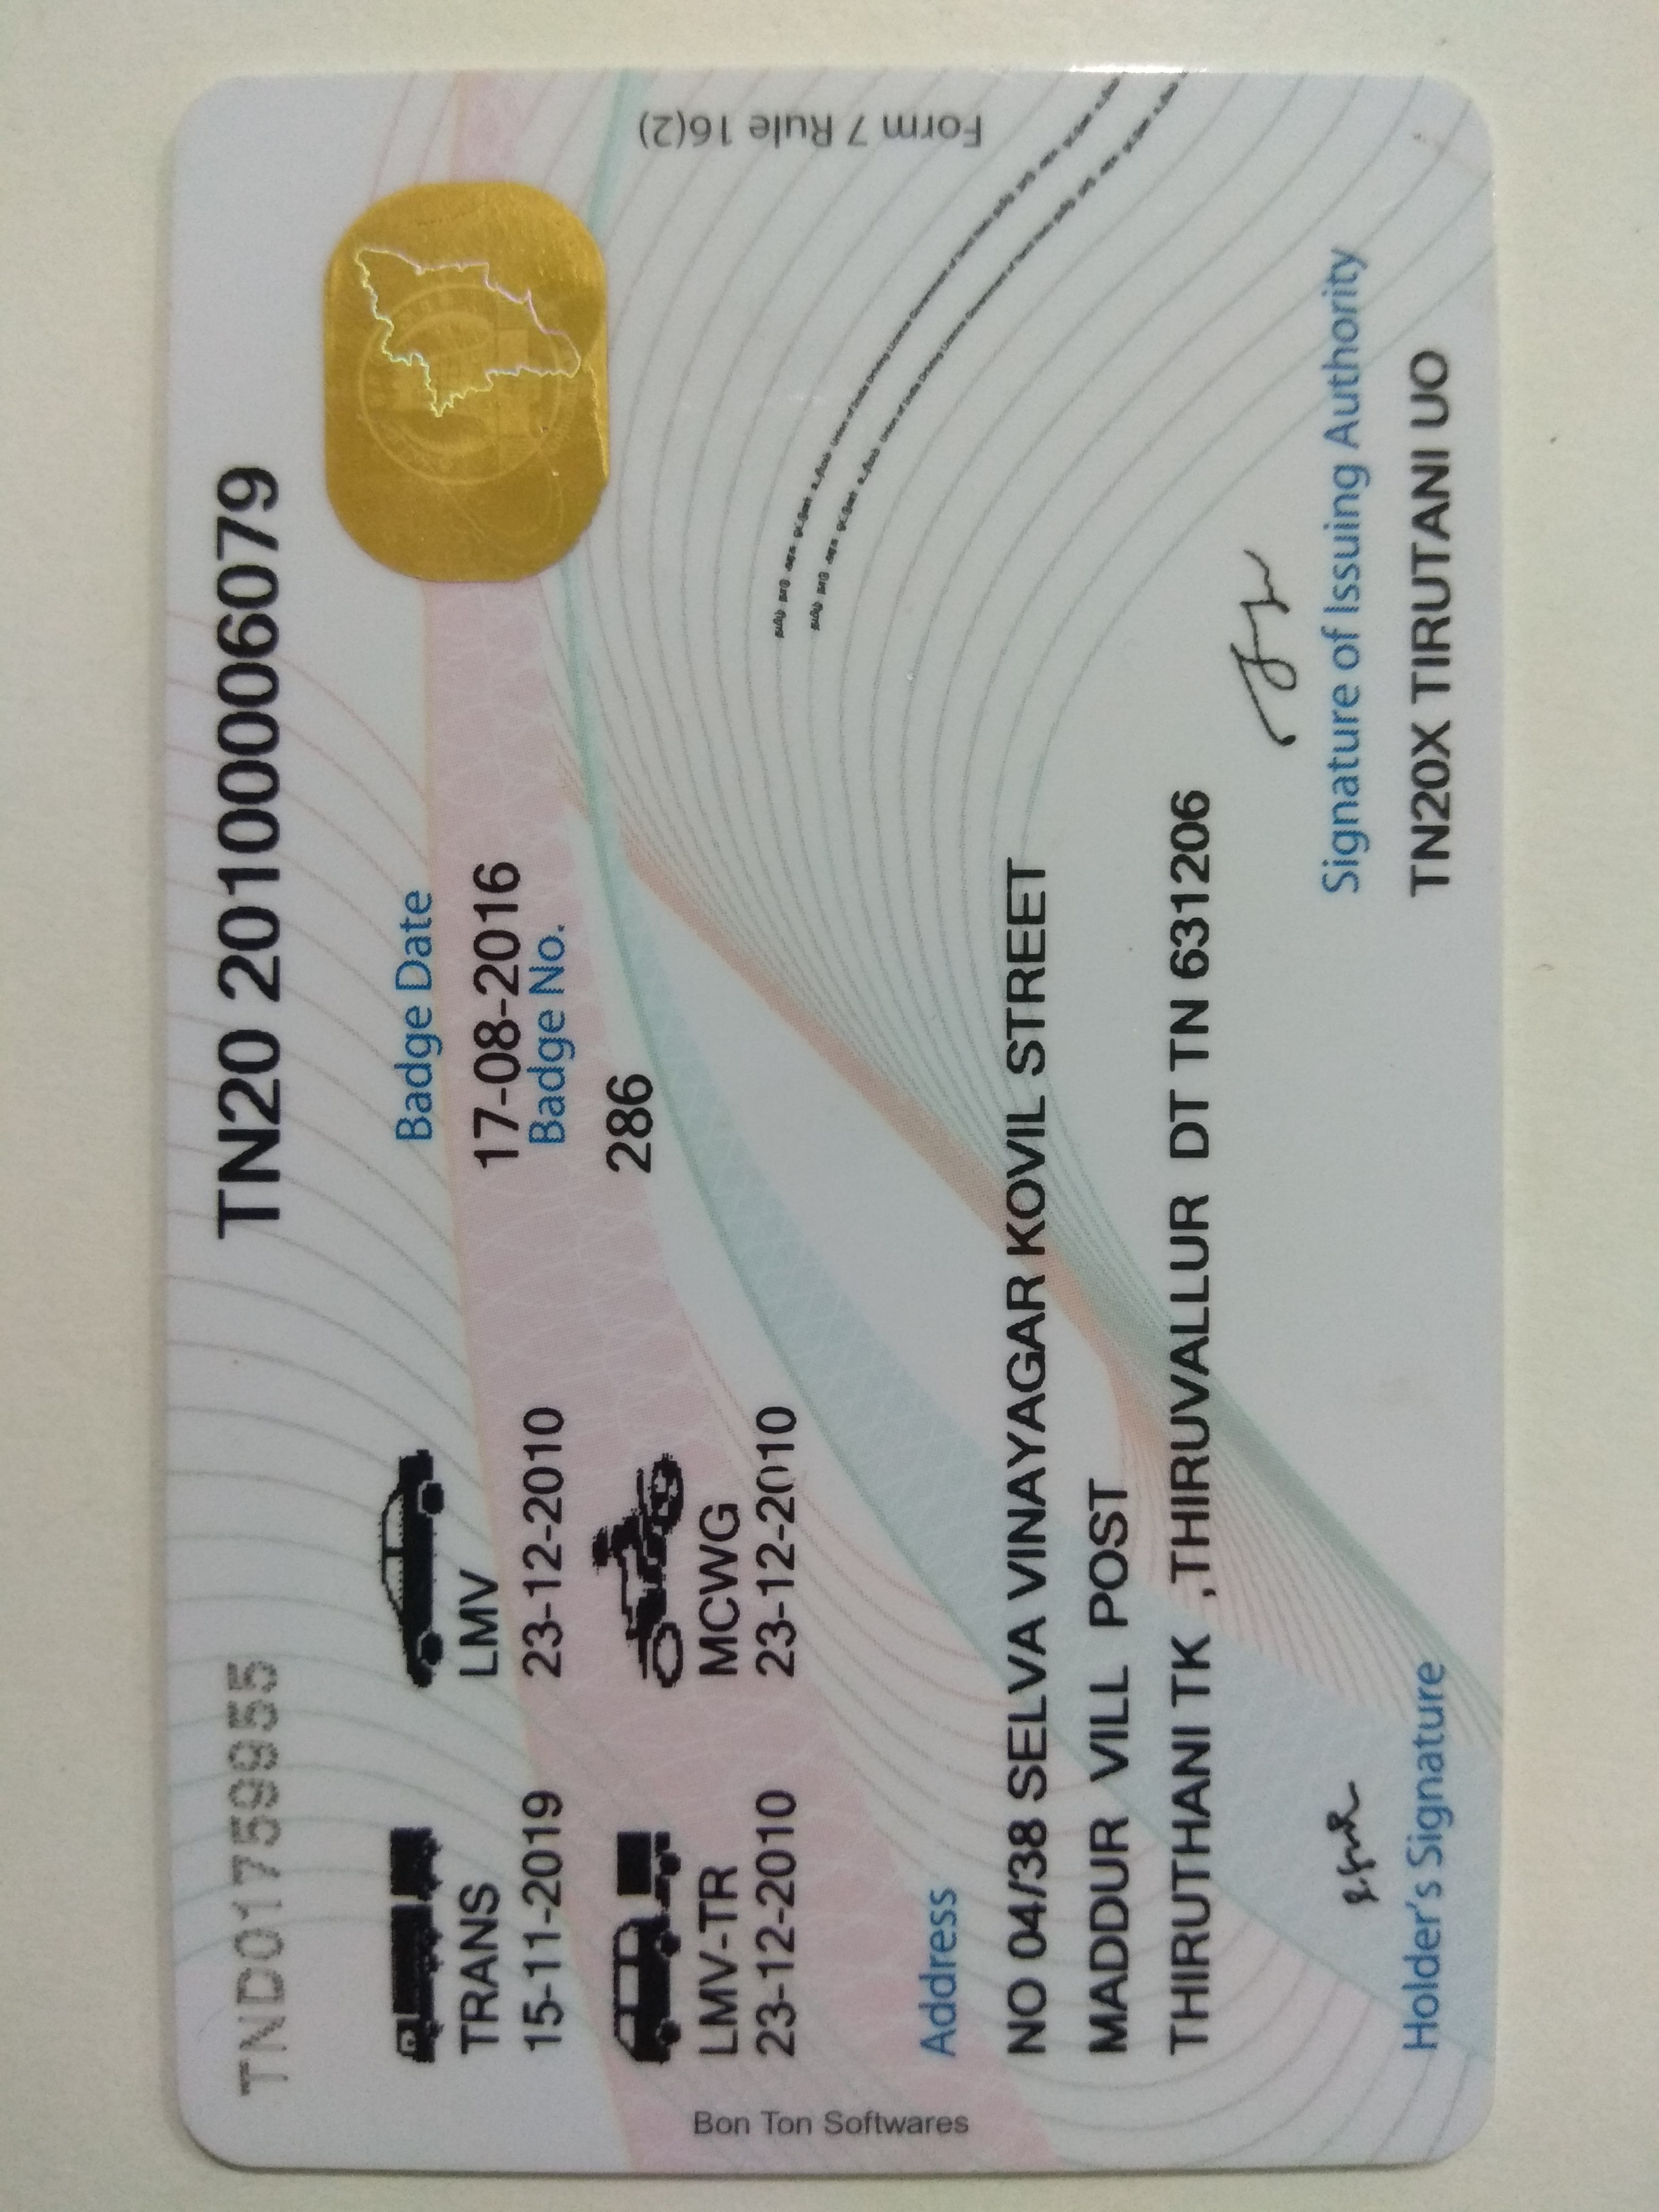 TND01759955
TN20 20100006079
Form 7 Rule 16(2)
TRANS
15-11-2019
LMV
23-12-2010
Badge Date
17-08-2016
Badge No.
286
LMV-TR
23-12-2010
MCWG
23-12-2010
Address
NO 04/38 SELVA VINAYAGAR KOVIL STREET
MADDUR VILL POST
THIRUTHANI TK ,THIRUVALLUR DT TN 631206
Holder's Signature
Signature of Issuing Authority
TN20X TIRUTANI UO
Bon Ton Softwares